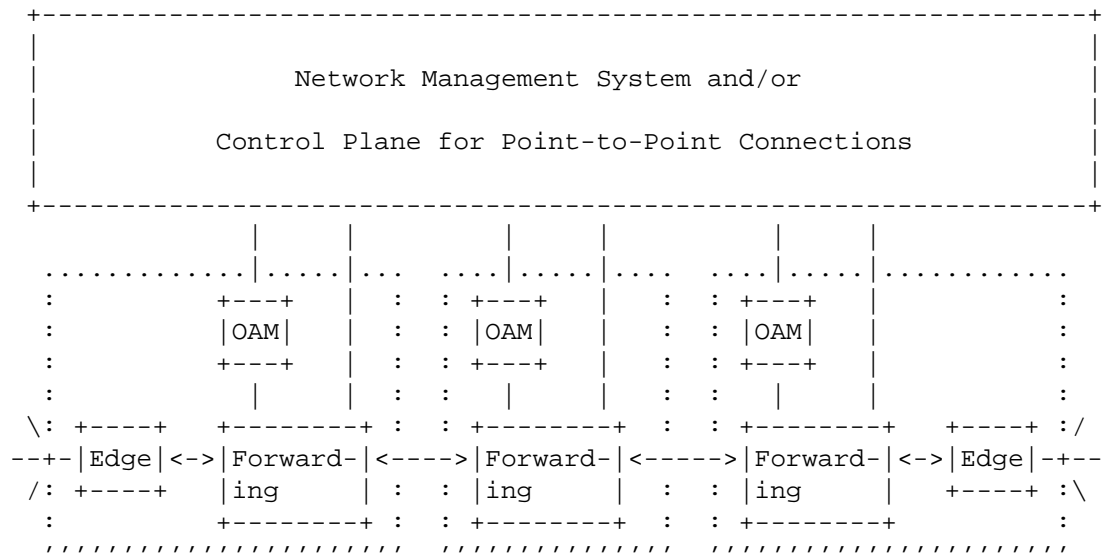 Network Management System and/or
Control Plane for Point-to-Point Connections
OAM OAM OAM
Edge Forward- Forward- Forward- Edge
ing ing ing